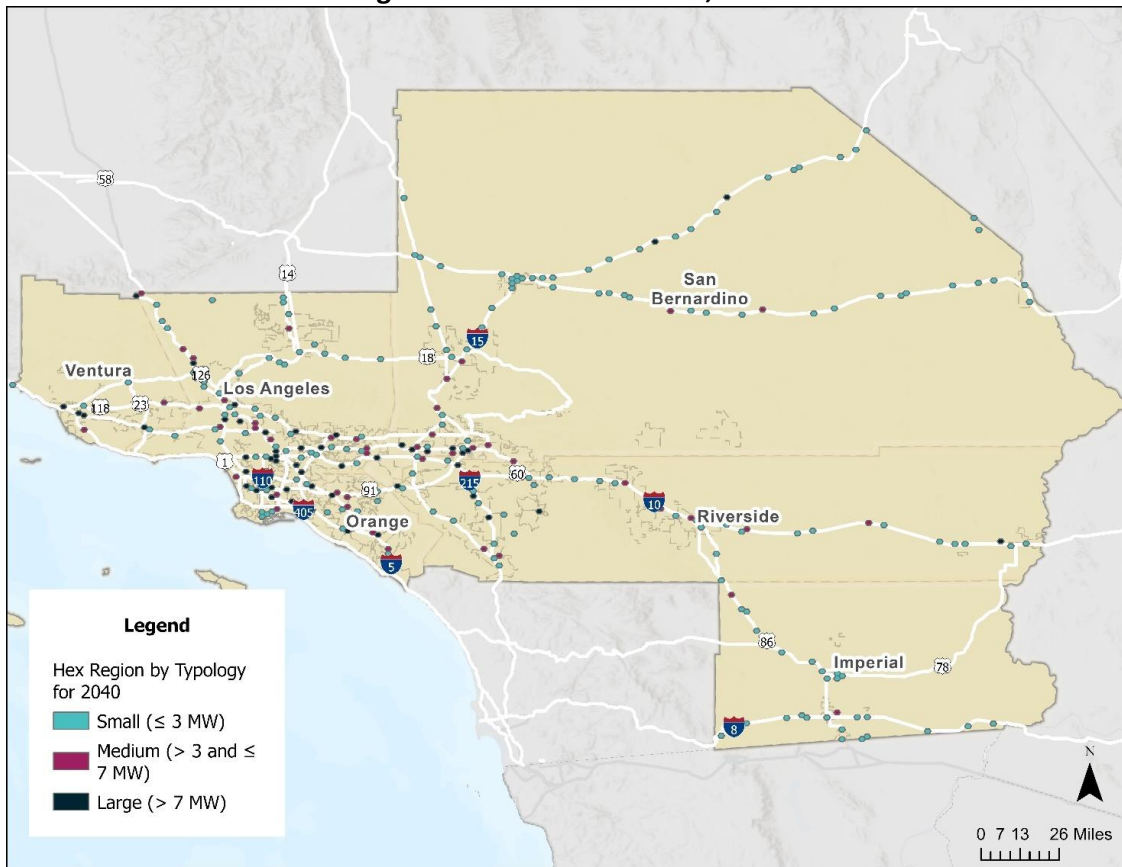 58
14
San
Bernardino
15
18
Ventura
126
Los Angeles
118
23
1
110
215
60
91
10
405
Orange
Riverside
5
86
Imperial
78
8
Legend
Hex Region by Typology
for 2040
Small (≤ 3 MW)
Medium (> 3 and ≤
7 MW)
Large (> 7 MW)
N
0 7 13 26 Miles